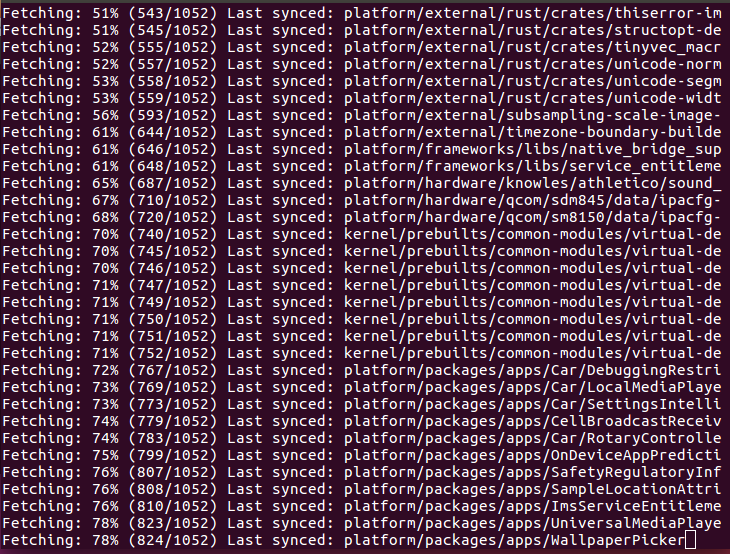 Fetching: 51% (543/1052) Last synced: platform/external/rust/crates/thiserror-im
Fetching: 51% (545/1052) Last synced: platform/external/rust/crates/structopt-de
Fetching: 52% (555/1052) Last synced: platform/external/rust/crates/tinyvec_macr
Fetching: 52% (557/1052) Last synced: platform/external/rust/crates/unicode-norm
Fetching: 53% (558/1052) Last synced: platform/external/rust/crates/unicode-segm
Fetching: 53% (559/1052) Last synced: platform/external/rust/crates/unicode-widt
Fetching: 56% (593/1052) Last synced: platform/external/subsampling-scale-image-
Fetching: 61% (644/1052) Last synced: platform/external/timezone-boundary-builde
Fetching: 61% (646/1052) Last synced: platform/frameworks/libs/native_bridge_sup
Fetching: 61% (648/1052) Last synced: platform/frameworks/libs/service_entitleme
Fetching: 65% (687/1052) Last synced: platform/hardware/knowles/athletico/sound_
Fetching: 67% (710/1052) Last synced: platform/hardware/qcom/sdm845/data/ipacfg-
Fetching: 68% (720/1052) Last synced: platform/hardware/qcom/sm8150/data/ipacfg-
Fetching: 70% (740/1052) Last synced: kernel/prebuilts/common-modules/virtual-de
Fetching: 70% (745/1052) Last synced: kernel/prebuilts/common-modules/virtual-de
Fetching: 70% (746/1052) Last synced: kernel/prebuilts/common-modules/virtual-de
Fetching: 71% (747/1052) Last synced: kernel/prebuilts/common-modules/virtual-de
Fetching: 71% (749/1052) Last synced: kernel/prebuilts/common-modules/virtual-de
Fetching: 71% (750/1052) Last synced: kernel/prebuilts/common-modules/virtual-de
Fetching: 71% (751/1052) Last synced: kernel/prebuilts/common-modules/virtual-de
Fetching: 71% (752/1052) Last synced: kernel/prebuilts/common-modules/virtual-de
Fetching: 72% (767/1052) Last synced: platform/packages/apps/Car/DebuggingRestri
Fetching: 73% (769/1052) Last synced: platform/packages/apps/Car/LocalMediaPlaye
Fetching: 73% (773/1052) Last synced: platform/packages/apps/Car/SettingsIntelli
Fetching: 74% (779/1052) Last synced: platform/packages/apps/CellBroadcastReceiv
Fetching: 74% (783/1052) Last synced: platform/packages/apps/Car/RotaryControlle
Fetching: 75% (799/1052) Last synced: platform/packages/apps/OnDeviceAppPredicti
Fetching: 76% (807/1052) Last synced: platform/packages/apps/SafetyRegulatoryInf
Fetching: 76% (808/1052) Last synced: platform/packages/apps/SampleLocationAttri
Fetching: 76% (810/1052) Last synced: platform/packages/apps/ImsServiceEntitleme
Fetching: 78% (823/1052) Last synced: platform/packages/apps/UniversalMediaPlaye
Fetching: 78% (824/1052) Last synced: platform/packages/apps/WallpaperPicker